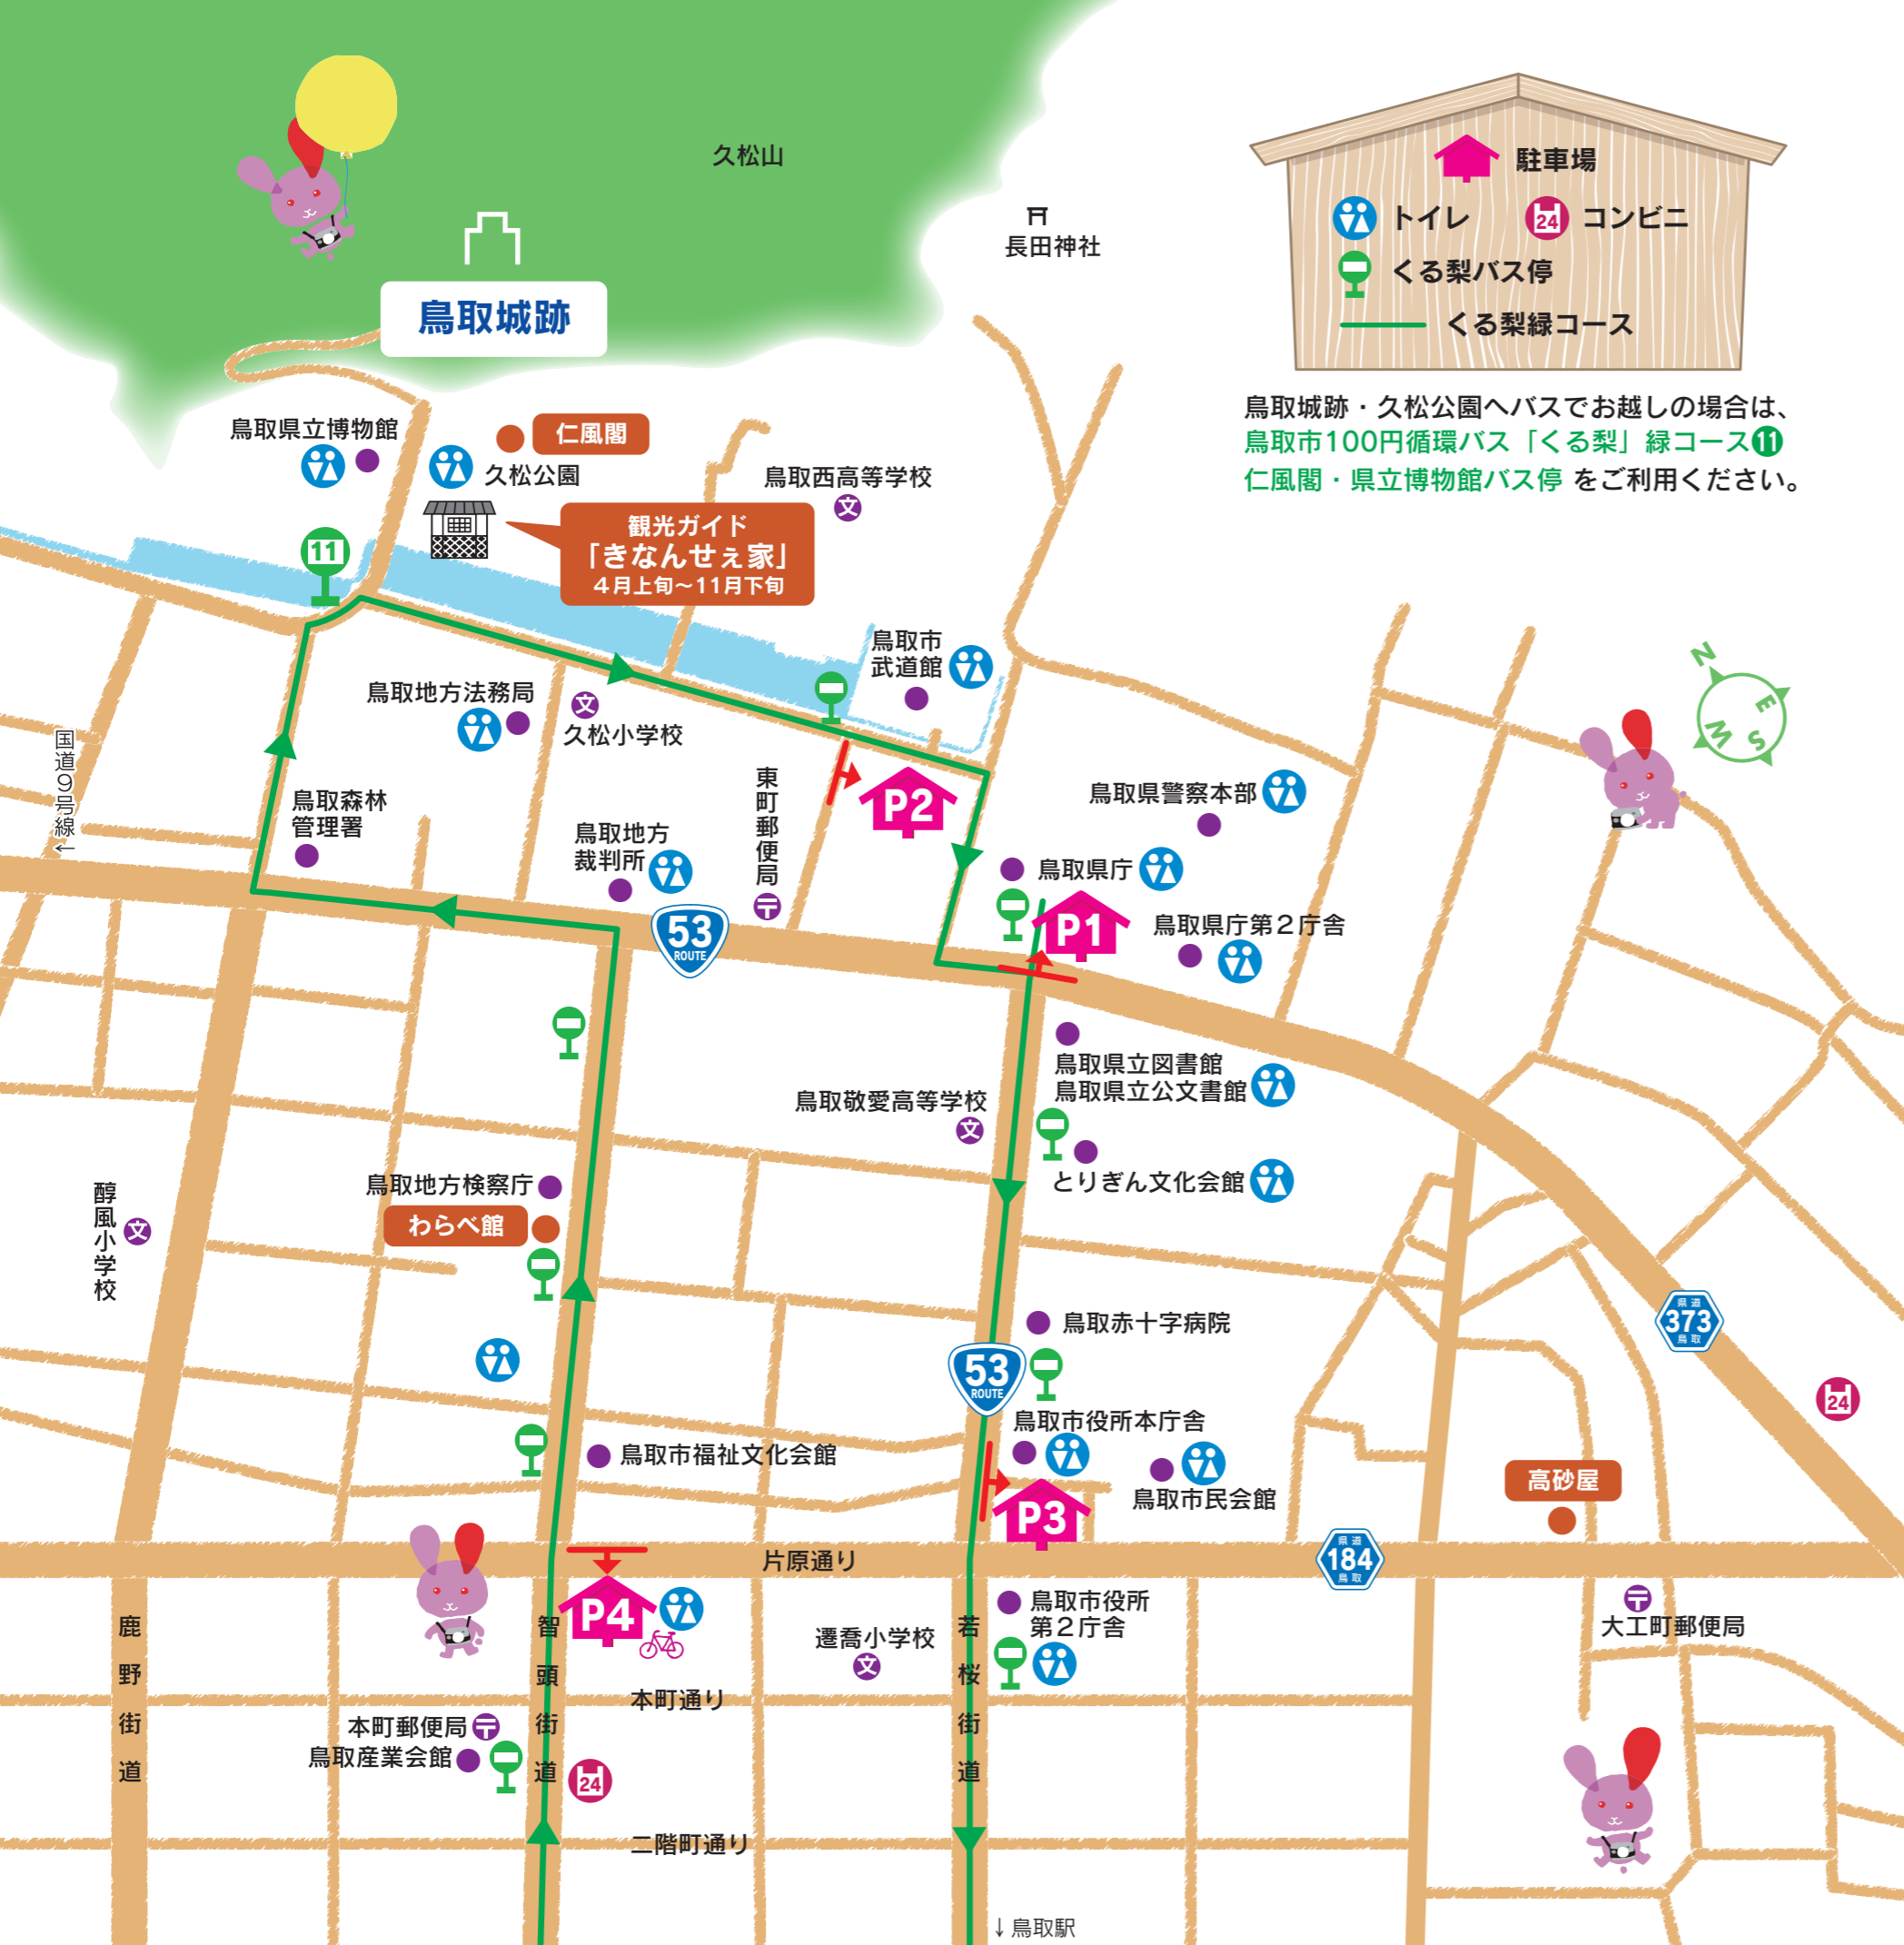 久松山
長田神社
鳥取城跡
駐車場
トイレ
24
コンビニ
くる梨バス停
くる梨緑コース
鳥取城跡・久松公園へバスでお越しの場合は、
鳥取市100円循環バス「くる梨」緑コース⓫
仁風閣・県立博物館バス停 をご利用ください。
鳥取県立博物館
仁風閣
久松公園
鳥取西高等学校
文
観光ガイド
「きなんせぇ家」
4月上旬〜11月下旬
11
鳥取市
武道館
N
E
W
S
鳥取地方法務局
文
久松小学校
国道9号線←
東町郵便局
〒
P2
鳥取森林
管理署
鳥取地方
裁判所
鳥取県警察本部
鳥取県庁
P1
鳥取県庁第2庁舎
53
ROUTE
鳥取県立図書館
鳥取県立公文書館
鳥取敬愛高等学校
文
とりぎん文化会館
鳥取地方検察庁
わらべ館
醇風小学校
文
鳥取赤十字病院
県道
373
鳥取
53
ROUTE
24
鳥取市役所本庁舎
鳥取市民会館
鳥取市福祉文化会館
P3
高砂屋
片原通り
県道
184
鳥取
P4
鳥取市役所
第2庁舎
大工町郵便局
〒
遷喬小学校
文
鹿野街道
智頭街道
若桜街道
本町通り
本町郵便局
〒
鳥取産業会館
24
二階町通り
↓鳥取駅